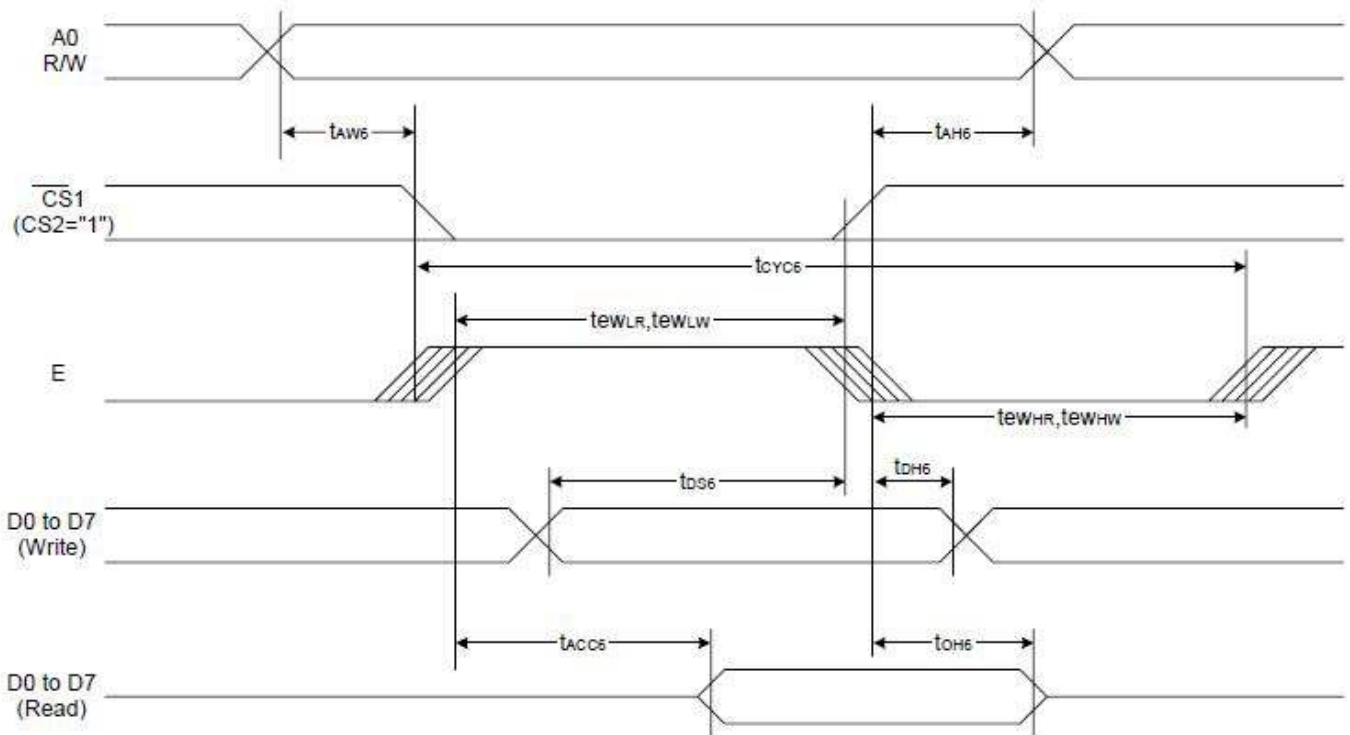 A0
R/W
tAW6
tAH6
CS1
(CS2="1")
tCYC6
tewLR,tewLW
E
tewHR,tewHW
tDS6
tDH6
D0 to D7
(Write)
tACC6
tOH6
D0 to D7
(Read)